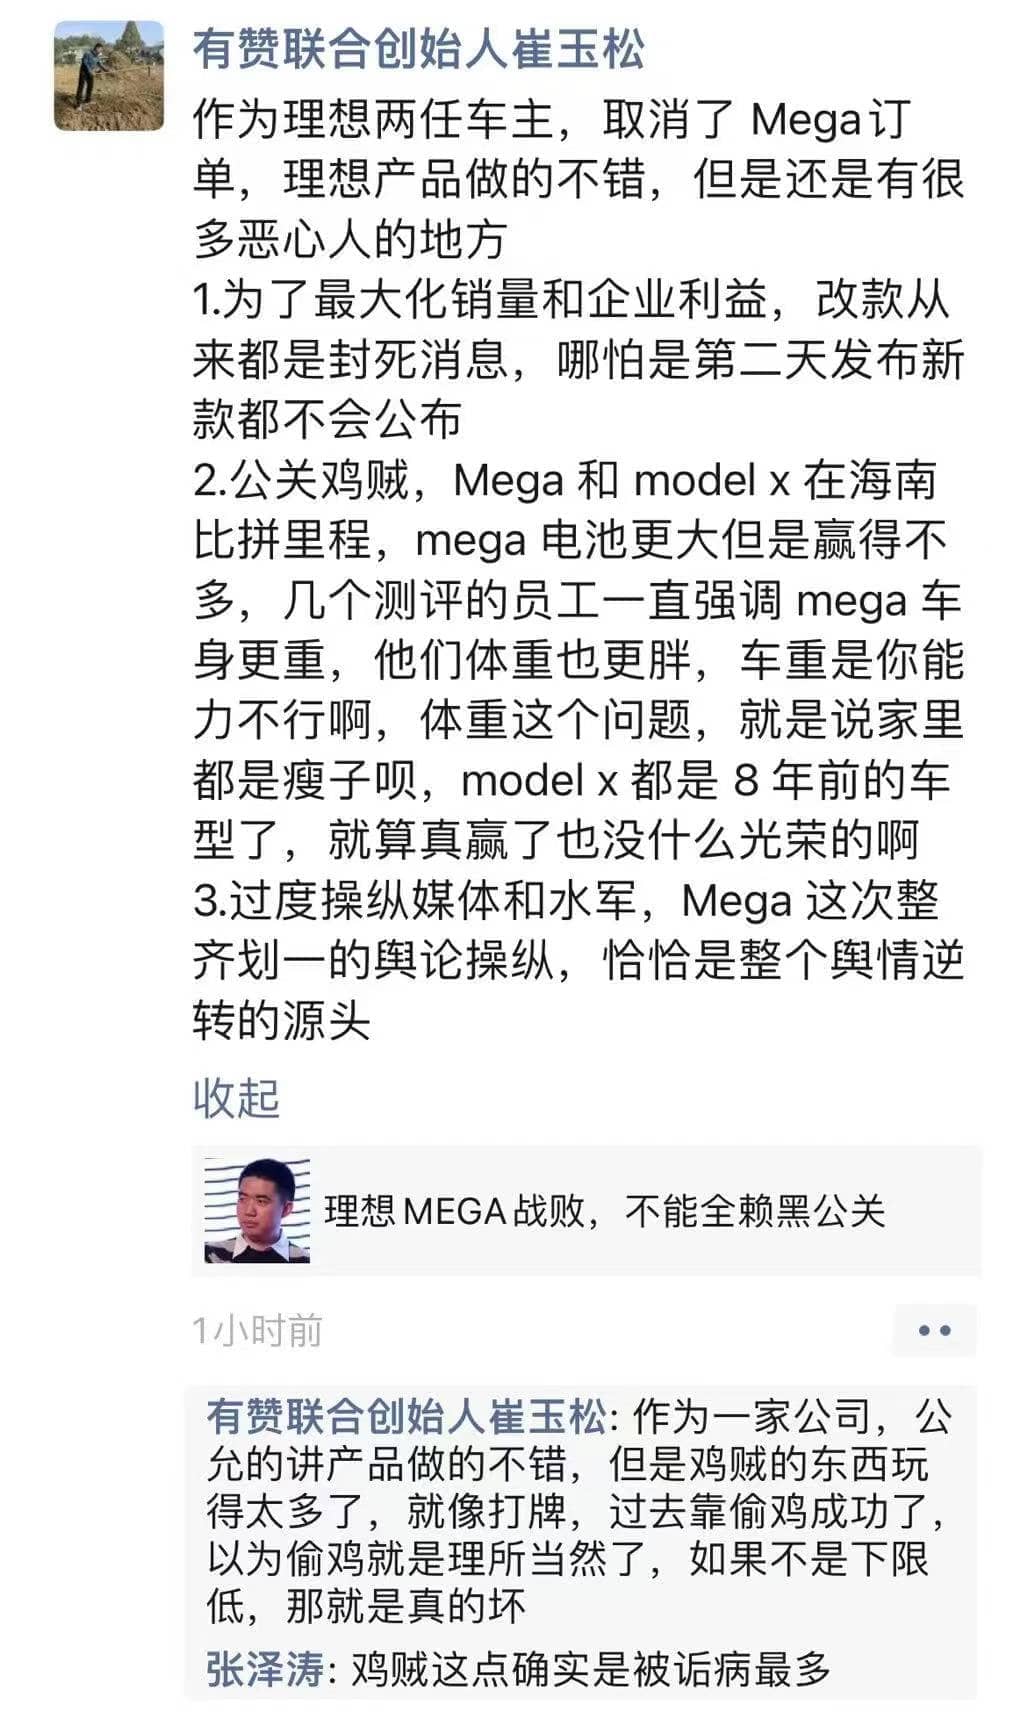 有赞联合创始人崔玉松
作为理想两任车主，取消了 Mega订
单，理想产品做的不错，但是还是有很
多恶心人的地方
1.为了最大化销量和企业利益，改款从
来都是封死消息，哪怕是第二天发布新
款都不会公布
2.公关鸡贼，Mega 和 model x 在海南
比拼里程，mega 电池更大但是赢得不
多，几个测评的员工一直强调 mega 车
身更重，他们体重也更胖，车重是你能
力不行啊，体重这个问题，就是说家里
都是瘦子呗，model x 都是 8 年前的车
型了，就算真赢了也没什么光荣的啊
3.过度操纵媒体和水军，Mega 这次整
齐划一的舆论操纵，恰恰是整个舆情逆
转的源头
收起
理想MEGA战败，不能全赖黑公关
1小时前
有赞联合创始人崔玉松: 作为一家公司，公
允的讲产品做的不错，但是鸡贼的东西玩
得太多了，就像打牌，过去靠偷鸡成功了，
以为偷鸡就是理所当然了，如果不是下限
低，那就是真的坏
张泽涛: 鸡贼这点确实是被诟病最多